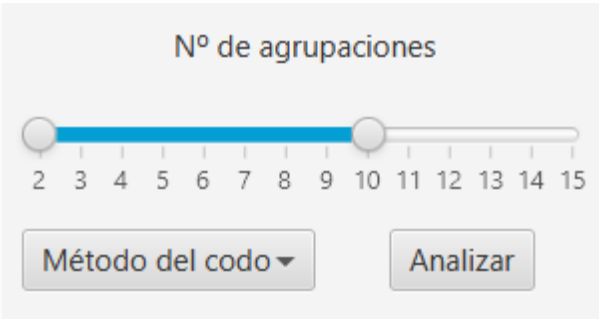 Nº de agrupaciones
2 3 4 5 6 7 8 9 10 11 12 13 14 15
Método del codo Analizar